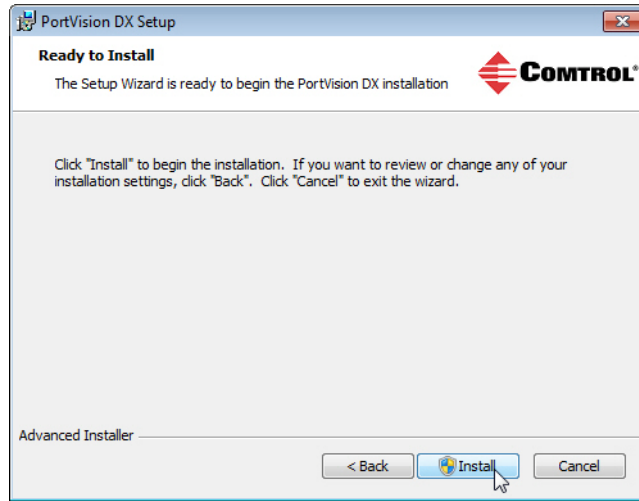 PortVision DX Setup
Ready to Install
The Setup Wizard is ready to begin the PortVision DX installation
COMTROL®
Click "Install" to begin the installation. If you want to review or change any of your
installation settings, click "Back". Click "Cancel" to exit the wizard.
Advanced Installer
< Back
Install
Cancel